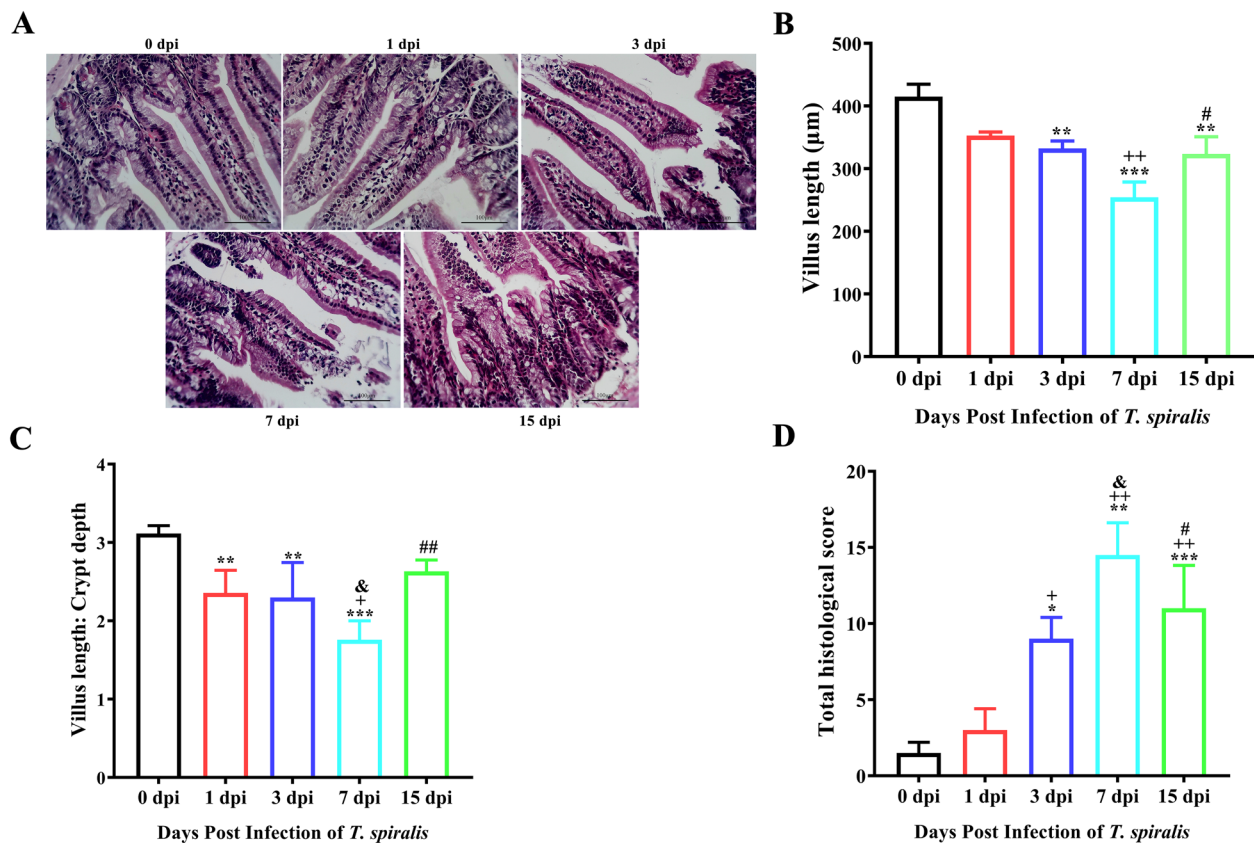 A
0 dpi
1 dpi
3 dpi
100μm
100μm
7 dpi
15 dpi
B
Villus length (μm)
500
400
300
200
100
0
**
++
***
#
**
0 dpi 1 dpi 3 dpi 7 dpi 15 dpi
Days Post Infection of T. spiralis
C
Villus length: Crypt depth
4
3
2
1
0
**
**
&
+
***
##
0 dpi 1 dpi 3 dpi 7 dpi 15 dpi
Days Post Infection of T. spiralis
D
Total histological score
20
15
10
5
0
+
*
&
++
**
#
++
***
0 dpi 1 dpi 3 dpi 7 dpi 15 dpi
Days Post Infection of T. spiralis